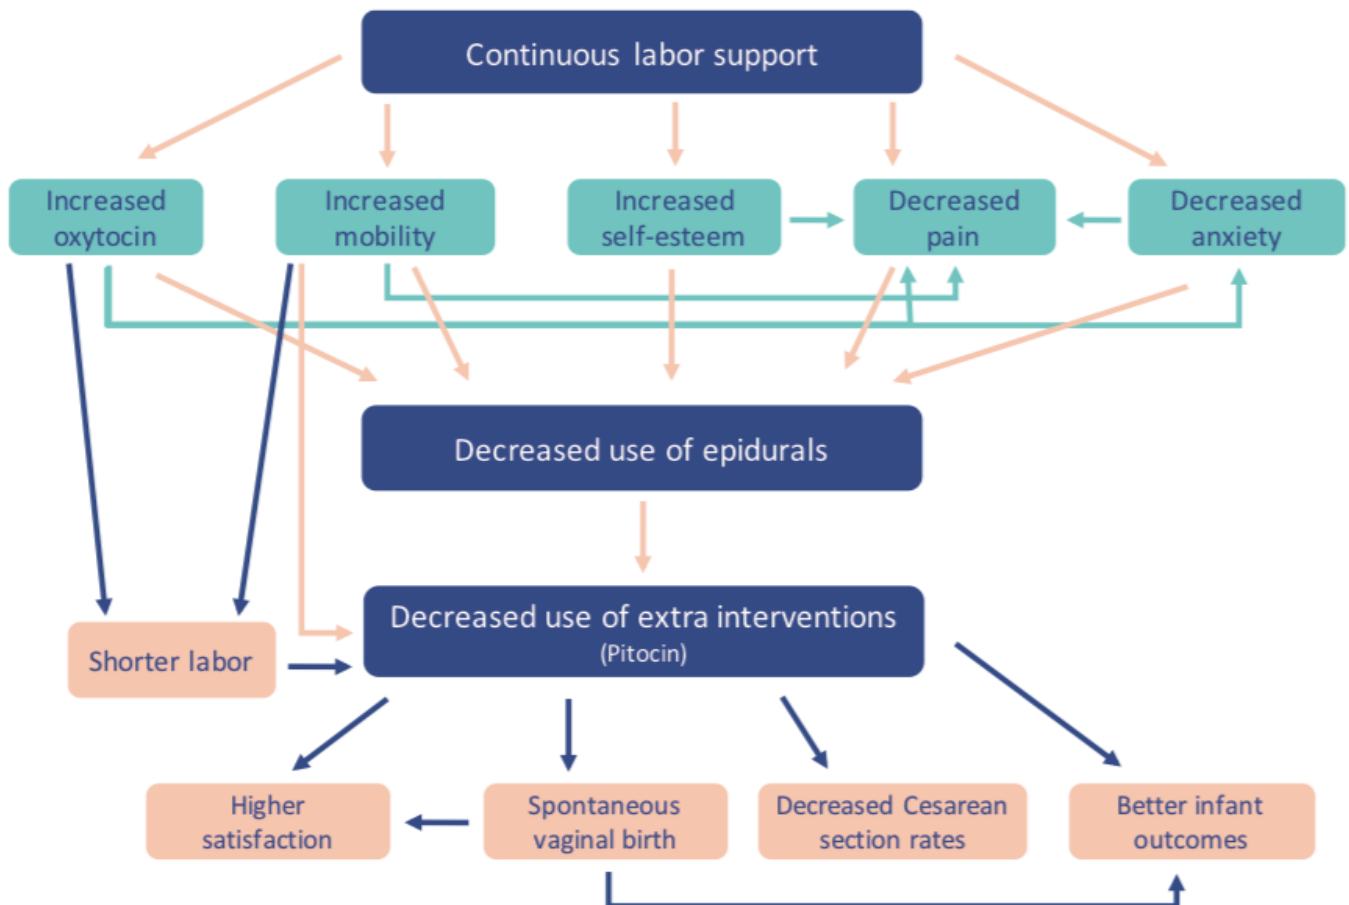 Continuous labor support
Increased
oxytocin
Increased
mobility
Increased
self-esteem
Decreased
pain
Decreased
anxiety
Decreased use of epidurals
Decreased use of extra interventions
(Pitocin)
Shorter labor
Higher
satisfaction
Spontaneous
vaginal birth
Decreased Cesarean
section rates
Better infant
outcomes